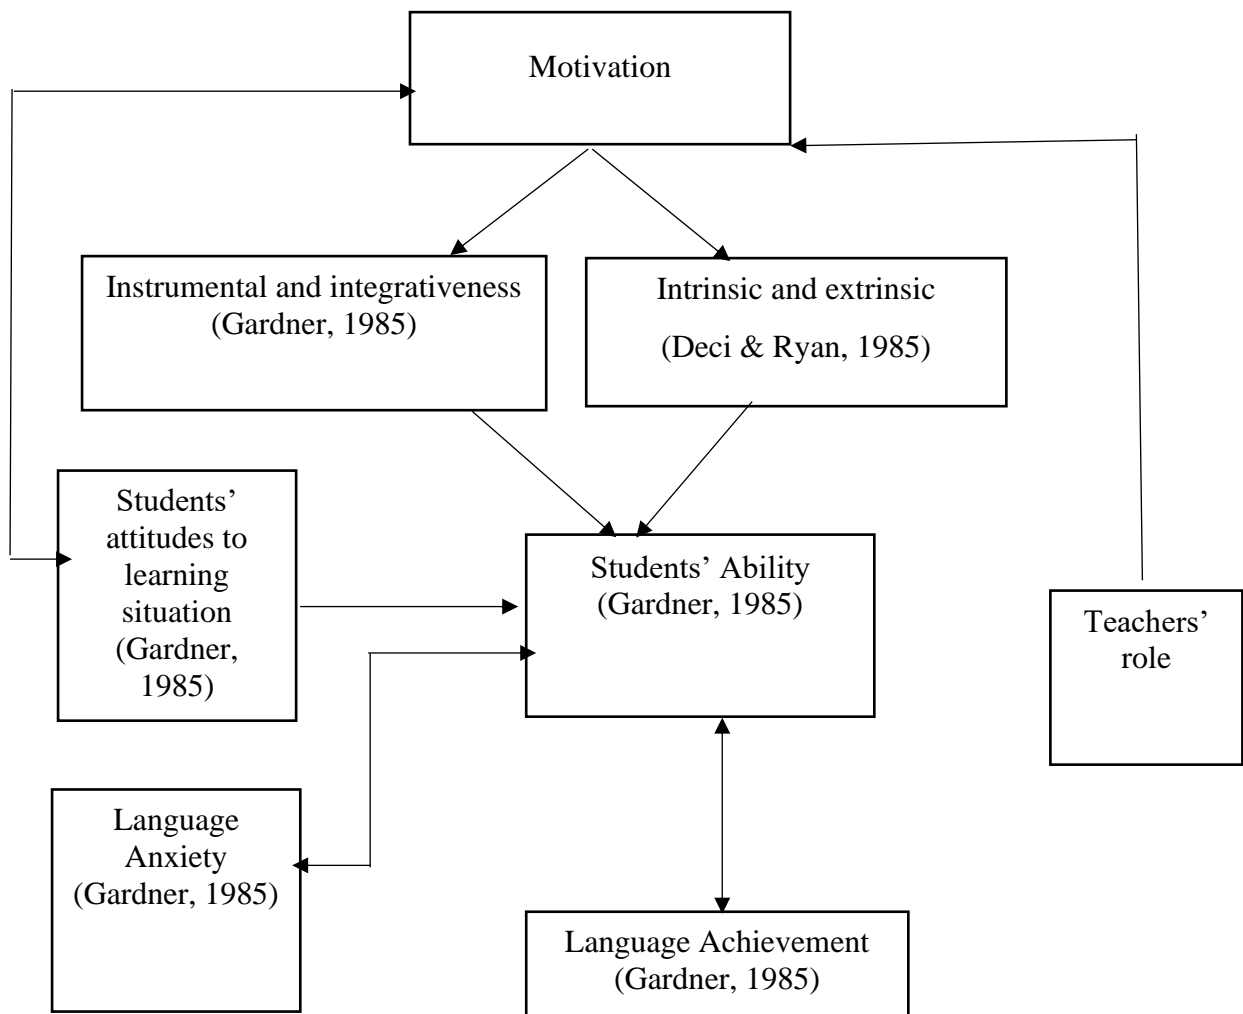 Motivation
Instrumental and integrativeness
(Gardner, 1985)
Intrinsic and extrinsic
(Deci & Ryan, 1985)
Students’
attitudes to
learning
situation
(Gardner,
1985)
Students’ Ability
(Gardner, 1985)
Teachers’
role
Language
Anxiety
(Gardner, 1985)
Language Achievement
(Gardner, 1985)